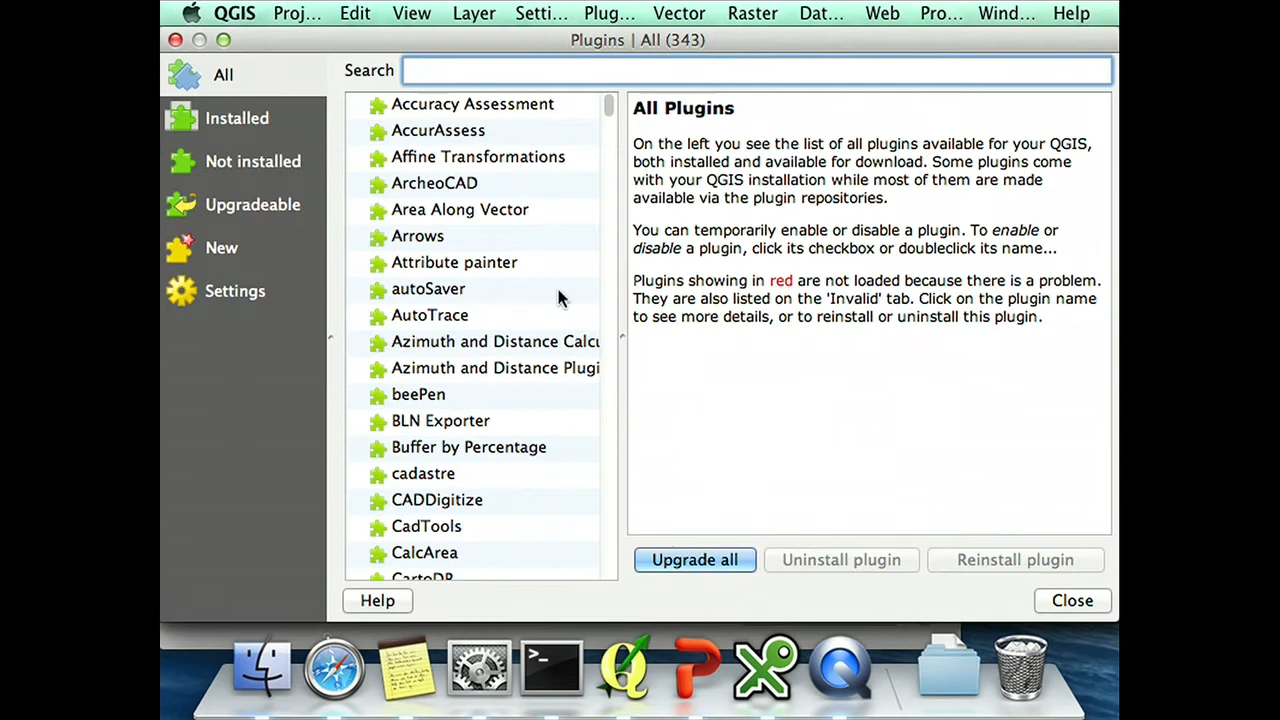 QGIS Proj... Edit View Layer Setti... Plug... Vector Raster Dat... Web Pro... Wind... Help
Plugins | All (343)
All
Installed
Not installed
Upgradeable
New
Settings
Search
Accuracy Assessment
AccurAssess
Affine Transformations
ArcheoCAD
Area Along Vector
Arrows
Attribute painter
autoSaver
AutoTrace
Azimuth and Distance Calcu
Azimuth and Distance Plugi
beePen
BLN Exporter
Buffer by Percentage
cadastre
CADDigitize
CadTools
CalcArea
CartoDB
All Plugins
On the left you see the list of all plugins available for your QGIS,
both installed and available for download. Some plugins come
with your QGIS installation while most of them are made
available via the plugin repositories.
You can temporarily enable or disable a plugin. To enable or
disable a plugin, click its checkbox or doubleclick its name...
Plugins showing in red are not loaded because there is a problem.
They are also listed on the 'Invalid' tab. Click on the plugin name
to see more details, or to reinstall or uninstall this plugin.
Upgrade all Uninstall plugin Reinstall plugin
Help Close
>_